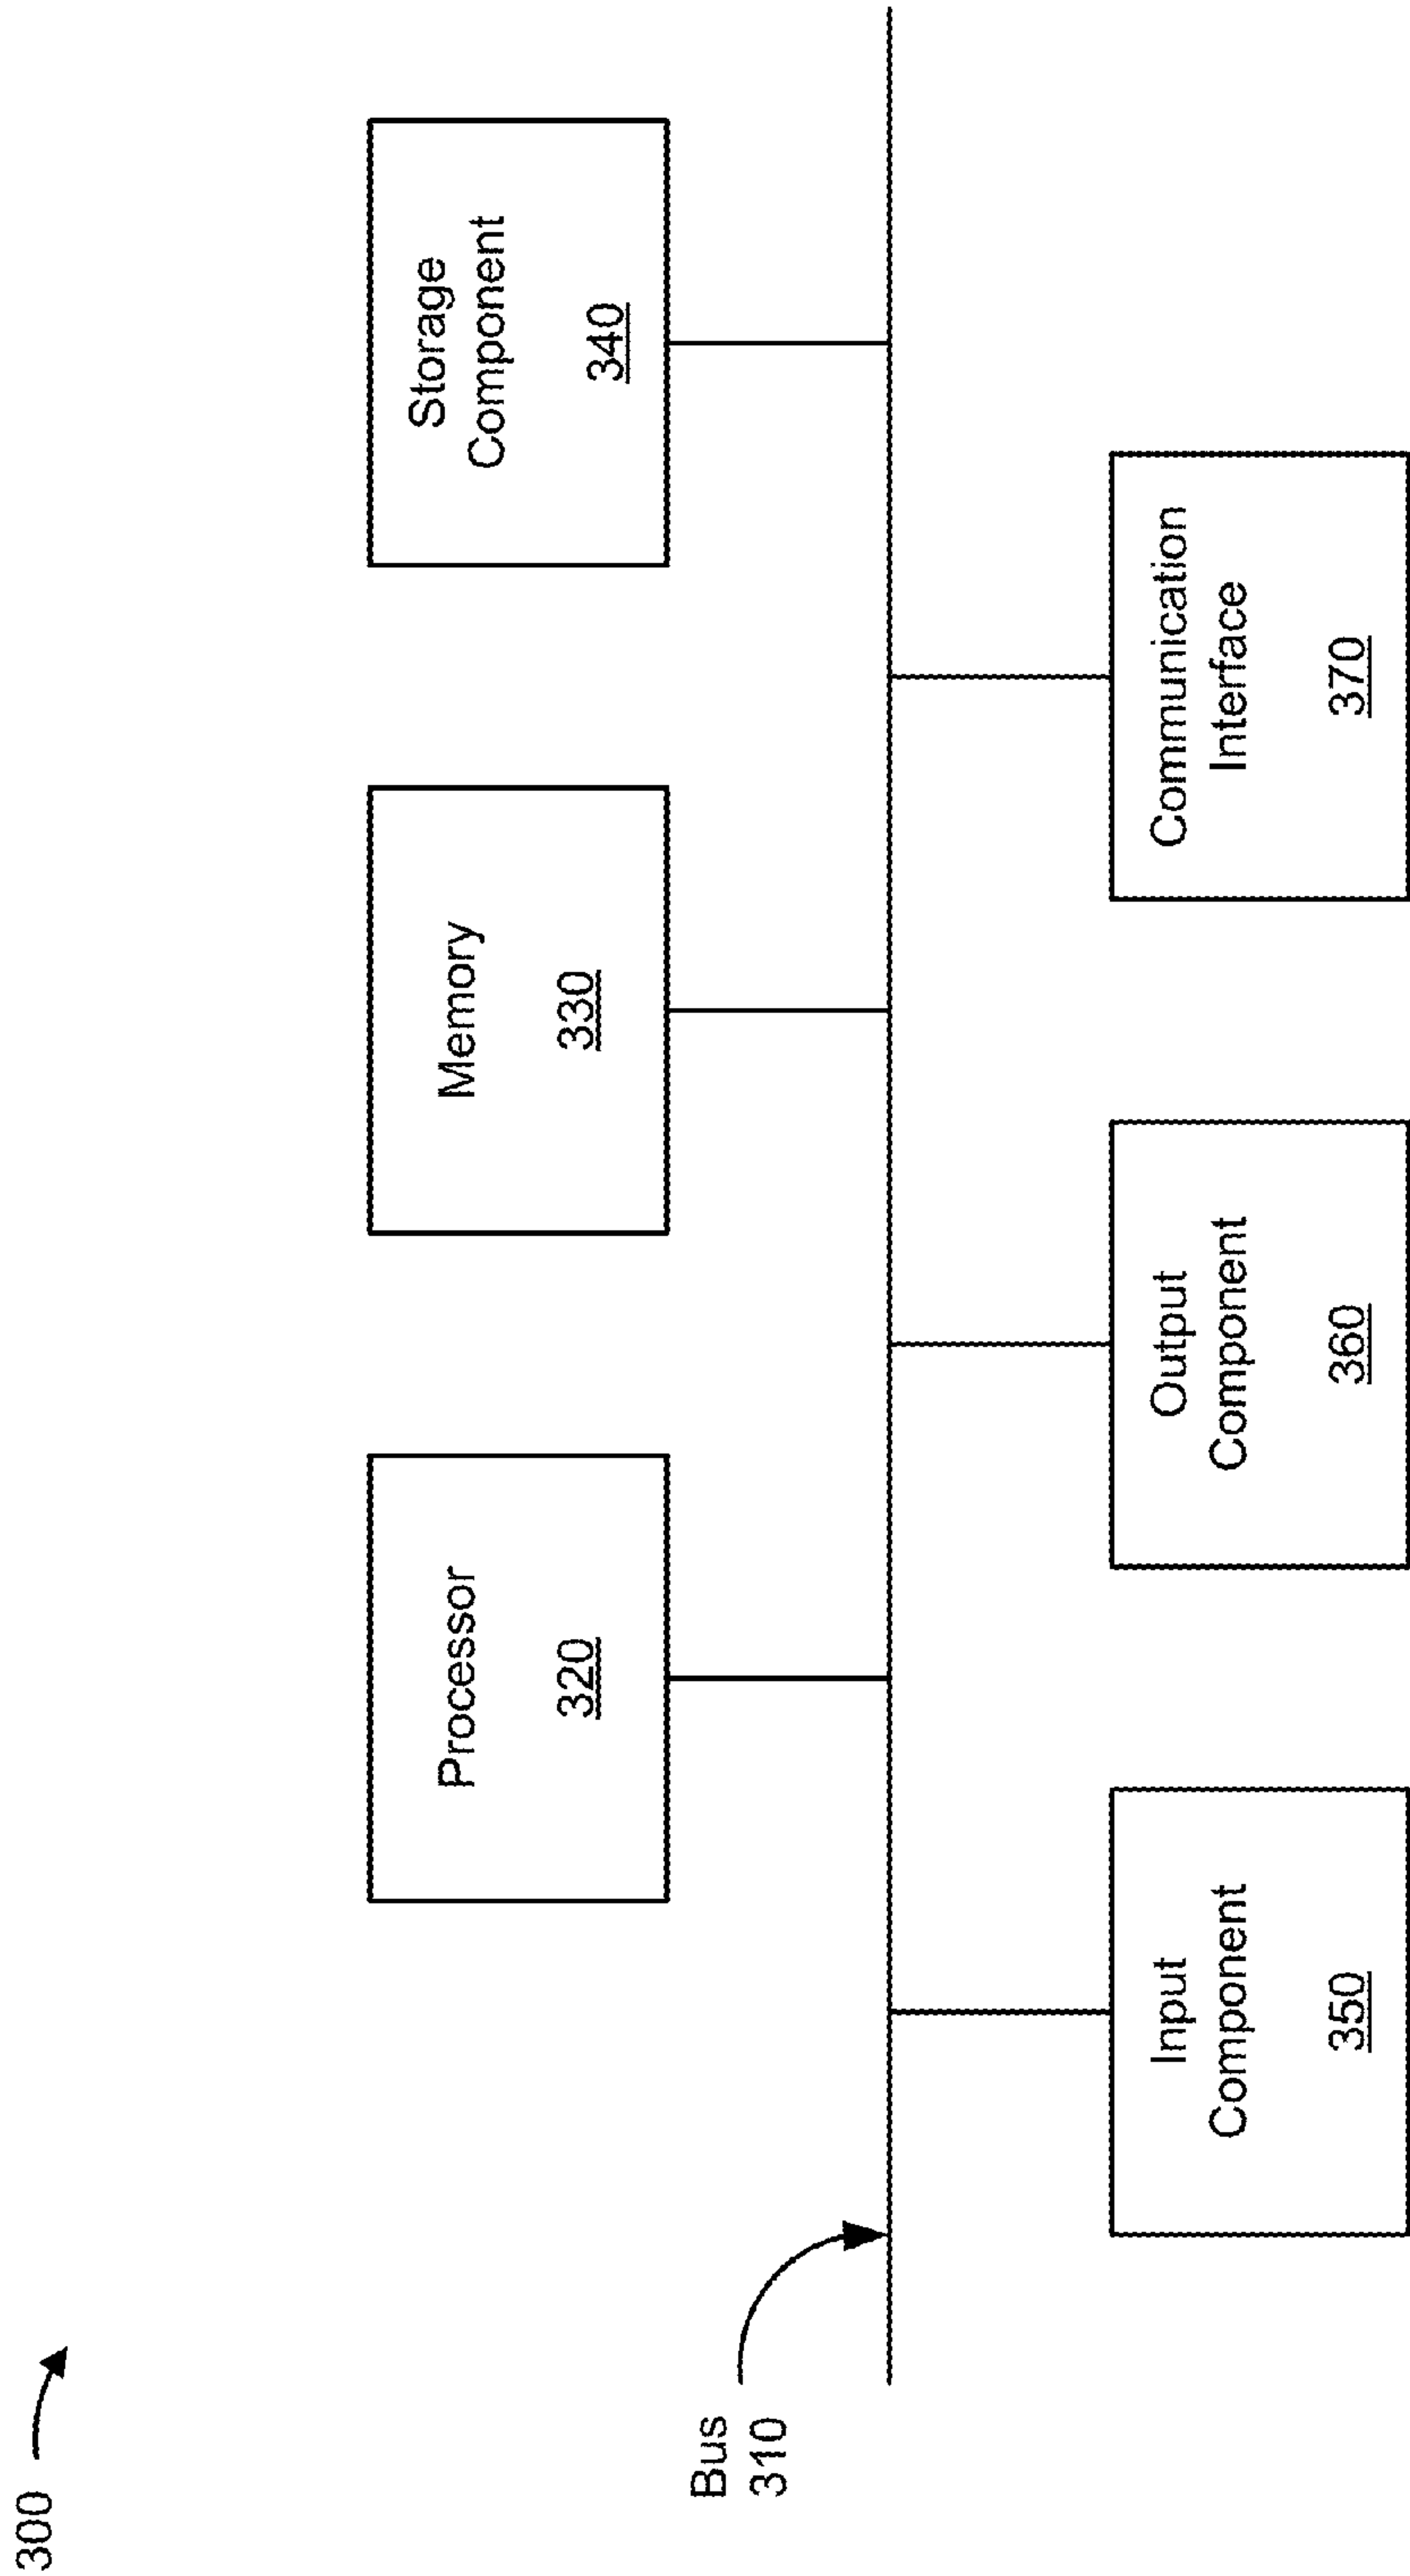 300
Processor
320
Memory
330
Storage
Component
340
Bus
310
Input
Component
350
Output
Component
360
Communication
Interface
370